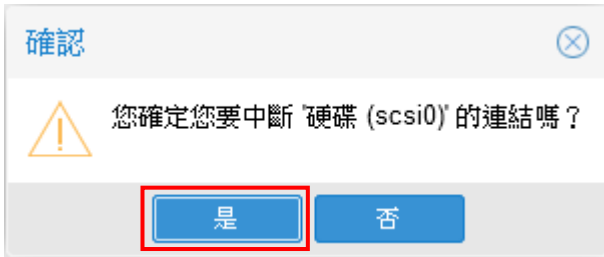 確認
您確定您要中斷 '硬碟 (scsi0)' 的連結嗎？
是
否